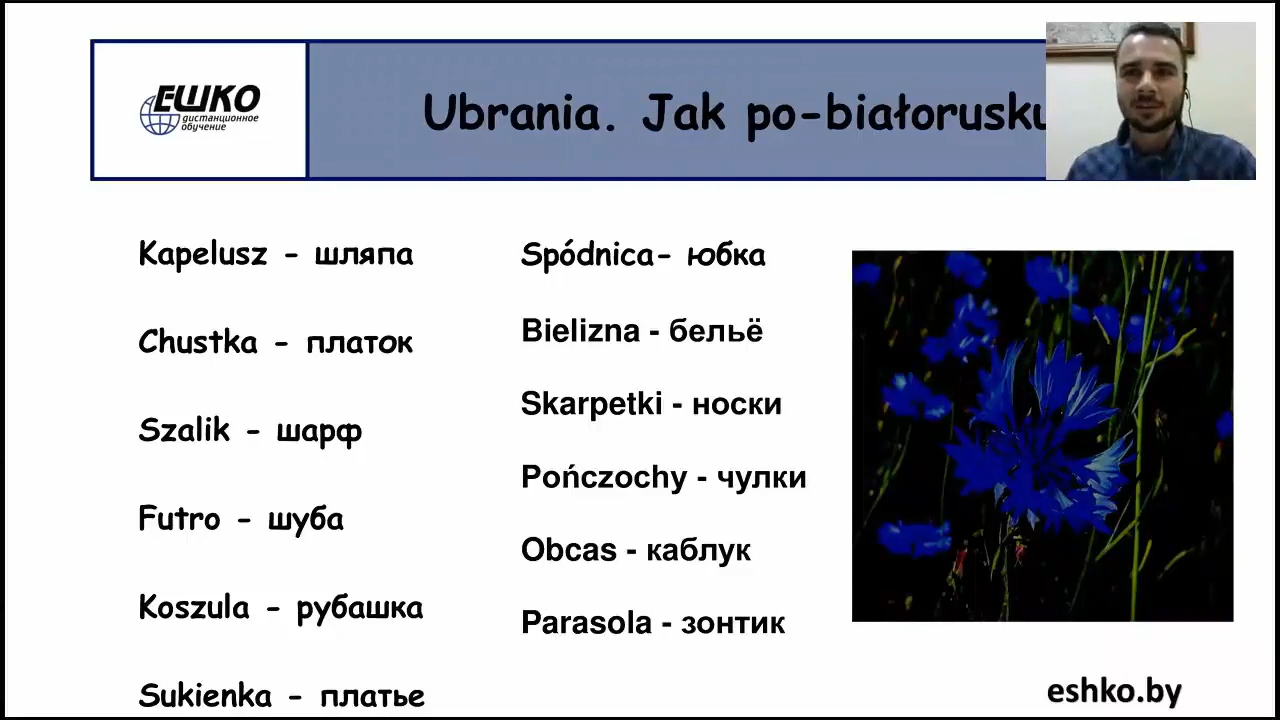 ЕШКО
дистанционное
обучение
Ubrania. Jak po-białorusku
Kapelusz - шляпа
Chustka - платок
Szalik - шарф
Futro - шуба
Koszula - рубашка
Sukienka - платье
Spódnica- юбка
Bielizna - бельё
Skarpetki - носки
Pończochy - чулки
Obcas - каблук
Parasola - зонтик
eshko.by